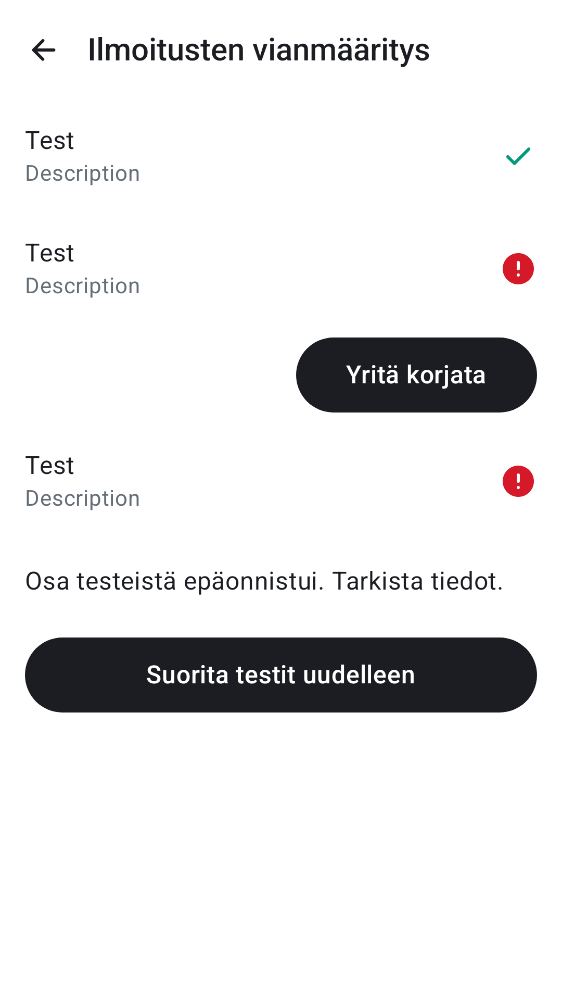 Ilmoitusten vianmääritys
Test
Description
Test
Description
Yritä korjata
Test
Description
Osa testeistä epäonnistui. Tarkista tiedot.
Suorita testit uudelleen